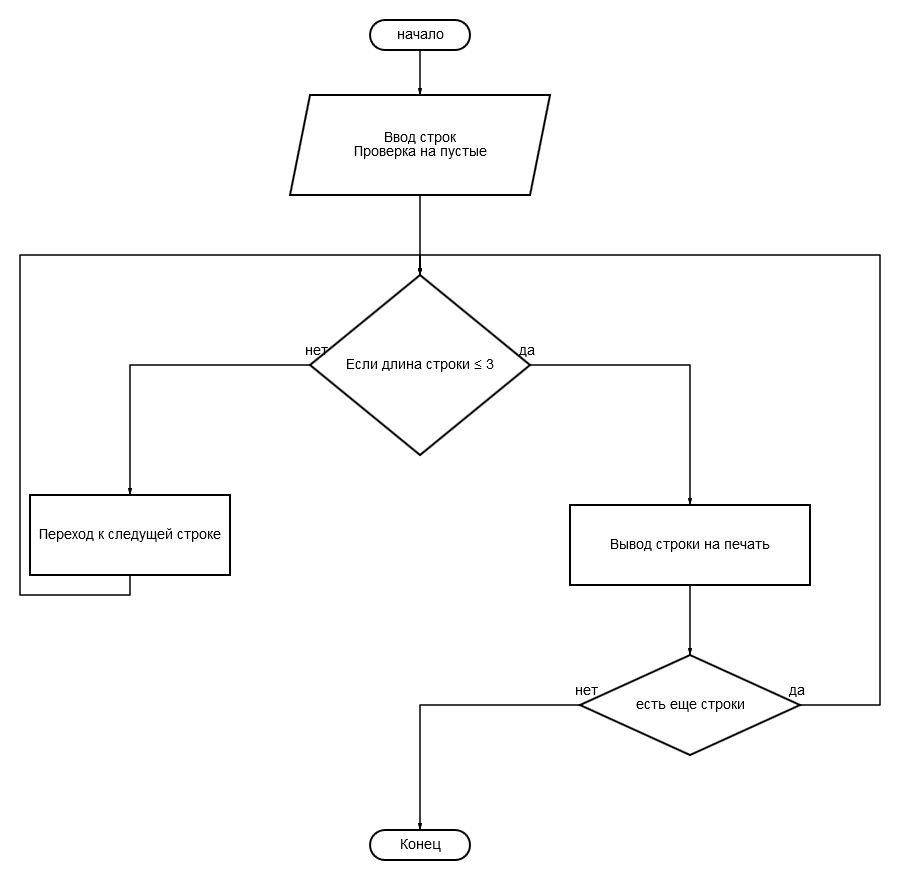 начало
Ввод строк
Проверка на пустые
нет
да
Если длина строки ≤ 3
Переход к следущей строке
Вывод строки на печать
нет
да
есть еще строки
Конец